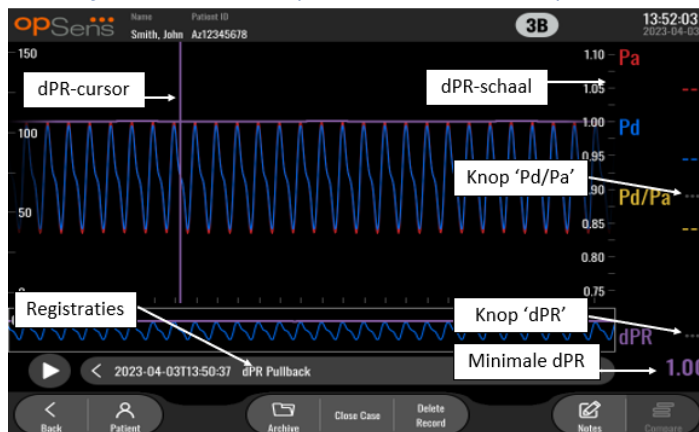 opSens
Name
Patient ID
Smith, John
Az12345678
3B
13:52:03
2023-04-03
150
1.10
Pa
dPR-cursor
dPR-schaal
1.05
--
100
1.00
Pd
0.95
--
Knop ‘Pd/Pa’
.90
Pd/Pa
---
50
0.85
--
0.80
0
0.75
Registraties
Knop ‘dPR’
dPR
---
Minimale dPR
1.00
< 2023-04-03T13:50:37 dPR Pullback
Back
Patient
Archive
Close Case
Delete
Record
Notes
Compare